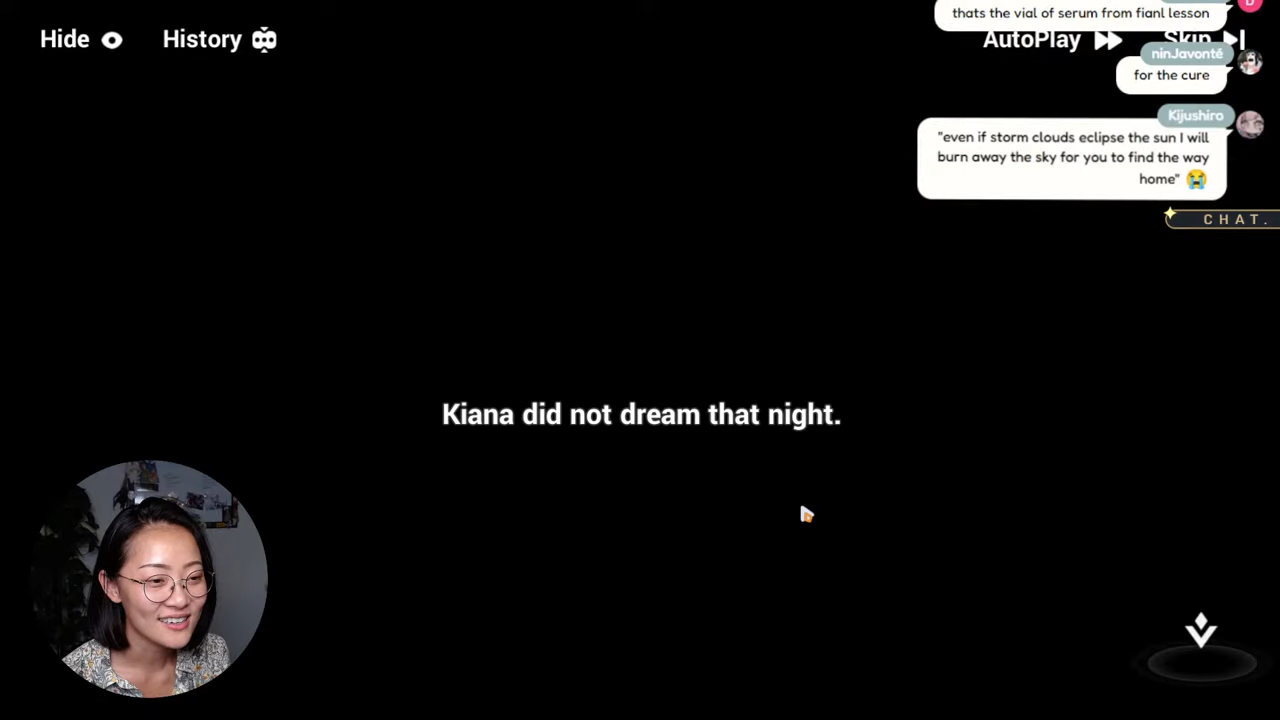 thats the vial of serum from fianl lesson
Hide
History
AutoPlay
Skip
ninJavonté
for the cure
Kijushiro
"even if storm clouds eclipse the sun I will
burn away the sky for you to find the way
home"
CHAT.
Kiana did not dream that night.